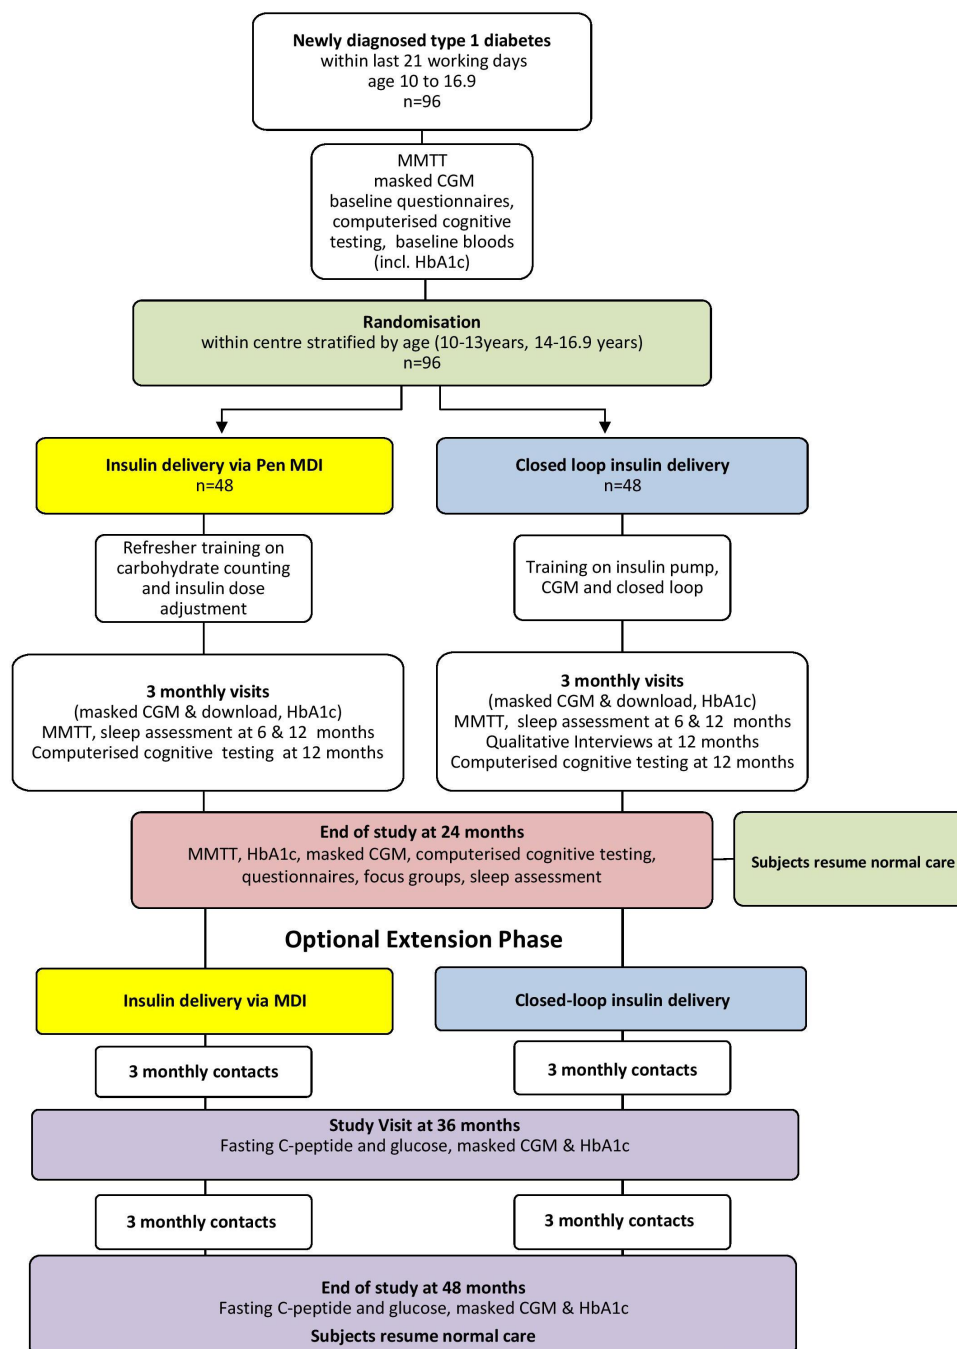 Newly diagnosed type 1 diabetes
within last 21 working days
age 10 to 16.9
n=96
MMTT
masked CGM
baseline questionnaires,
computerised cognitive
testing, baseline bloods
(incl. HbA1c)
Randomisation
within centre stratified by age (10-13years, 14-16.9 years)
n=96
Insulin delivery via Pen MDI
n=48
Closed loop insulin delivery
n=48
Refresher training on
carbohydrate counting
and insulin dose
adjustment
Training on insulin pump,
CGM and closed loop
3 monthly visits
(masked CGM & download, HbA1c)
MMTT, sleep assessment at 6 & 12 months
Computerised cognitive testing at 12 months
3 monthly visits
(masked CGM & download, HbA1c)
MMTT, sleep assessment at 6 & 12 months
Qualitative Interviews at 12 months
Computerised cognitive testing at 12 months
End of study at 24 months
MMTT, HbA1c, masked CGM, computerised cognitive testing,
questionnaires, focus groups, sleep assessment
Subjects resume normal care
Optional Extension Phase
Insulin delivery via MDI
Closed-loop insulin delivery
3 monthly contacts
3 monthly contacts
Study Visit at 36 months
Fasting C-peptide and glucose, masked CGM & HbA1c
3 monthly contacts
3 monthly contacts
End of study at 48 months
Fasting C-peptide and glucose, masked CGM & HbA1c
Subjects resume normal care